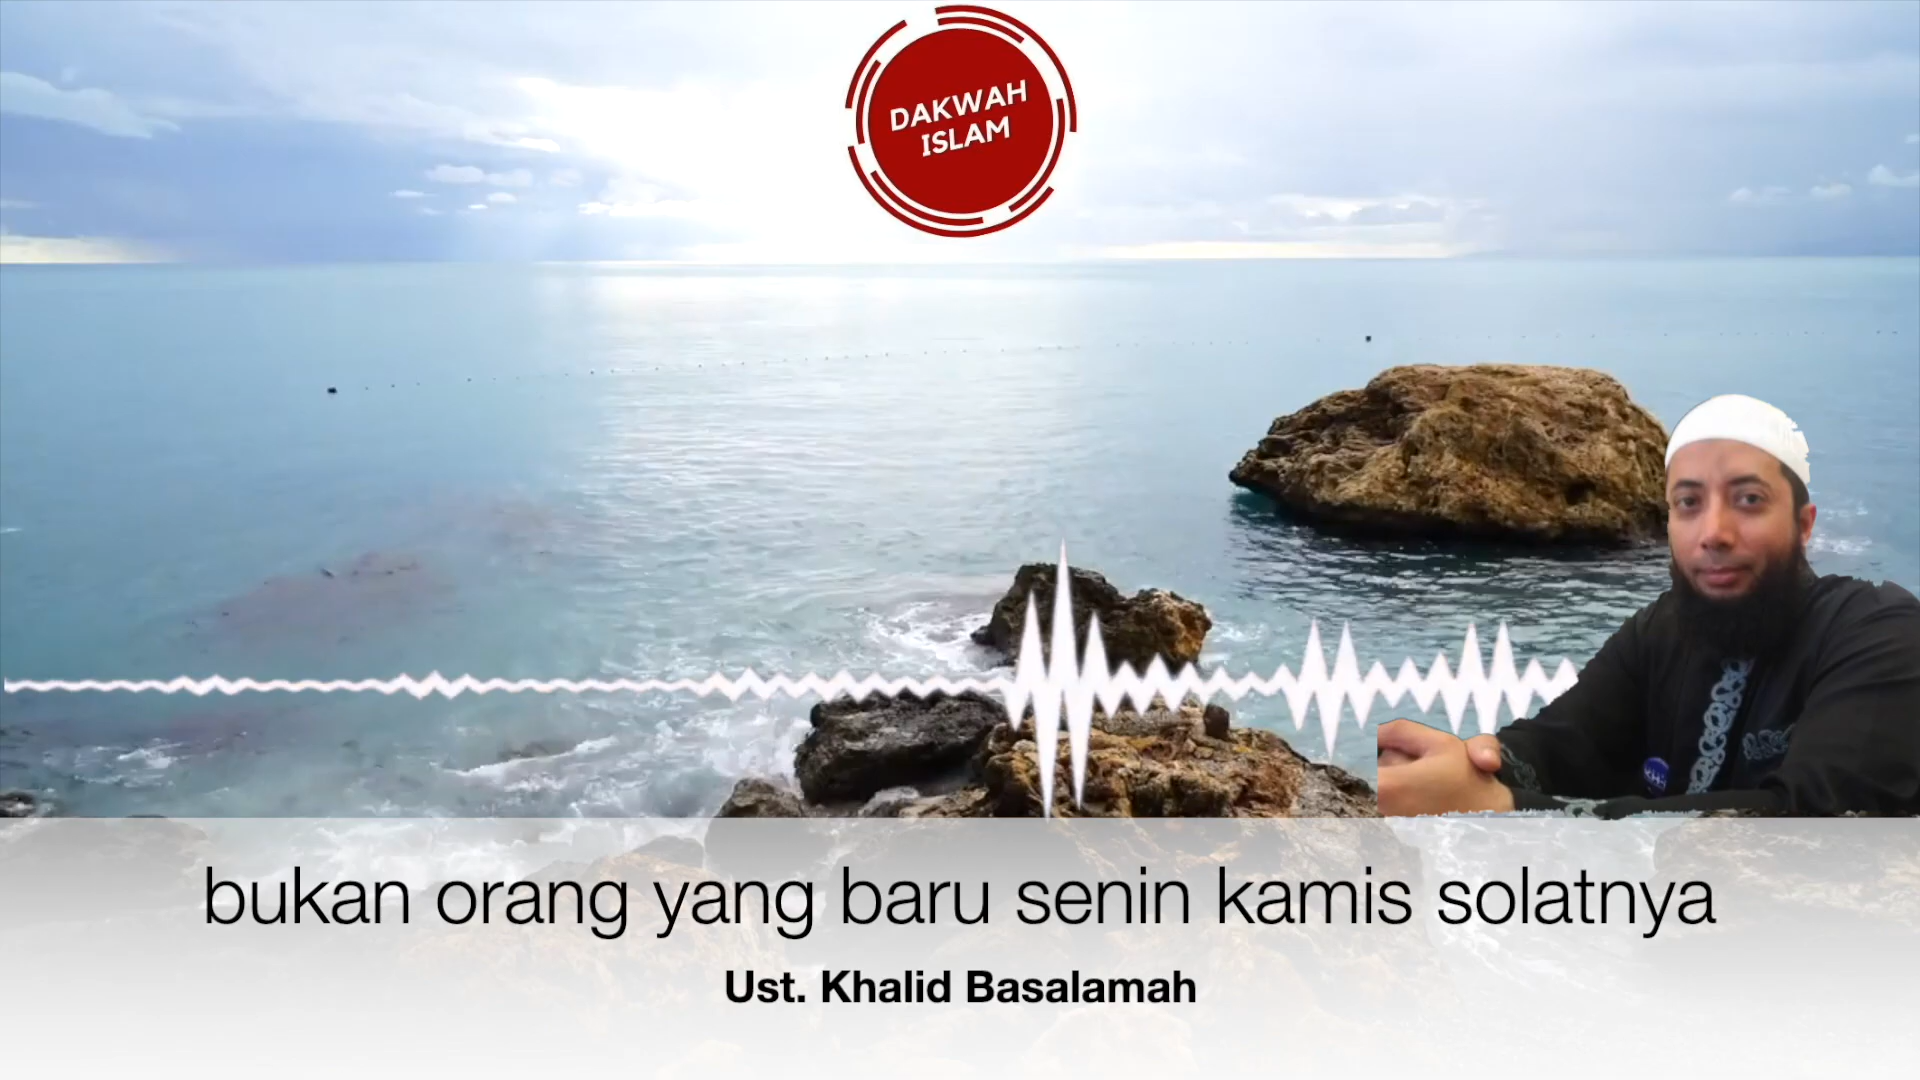 DAKWAH
ISLAM
bukan orang yang baru senin kamis solatnya
Ust. Khalid Basalamah